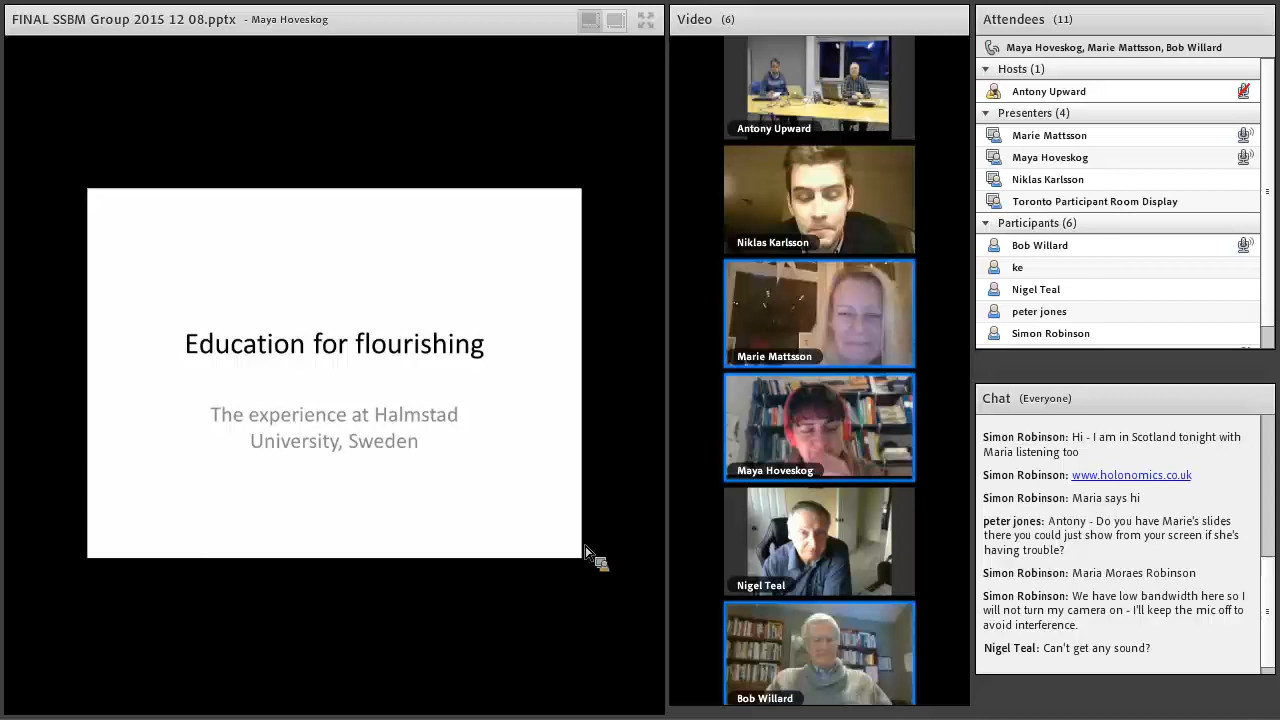 FINAL SSBM Group 2015 12 08.pptx - Maya Hoveskog
Education for flourishing
The experience at Halmstad
University, Sweden
Video (6)
Antony Upward
Niklas Karlsson
Marie Mattsson
Maya Hoveskog
Nigel Teal
Bob Willard
Attendees (11)
Maya Hoveskog, Marie Mattsson, Bob Willard
Hosts (1)
Antony Upward
Presenters (4)
Marie Mattsson
Maya Hoveskog
Niklas Karlsson
Toronto Participant Room Display
Participants (6)
Bob Willard
ke
Nigel Teal
peter jones
Simon Robinson
Chat (Everyone)
Simon Robinson: Hi - I am in Scotland tonight with
Maria listening too
Simon Robinson: www.holonomics.co.uk
Simon Robinson: Maria says hi
peter jones: Antony - Do you have Marie's slides
there you could just show from your screen if she's
having trouble?
Simon Robinson: Maria Moraes Robinson
Simon Robinson: We have low bandwidth here so I
will not turn my camera on - I'll keep the mic off to
avoid interference.
Nigel Teal: Can't get any sound?